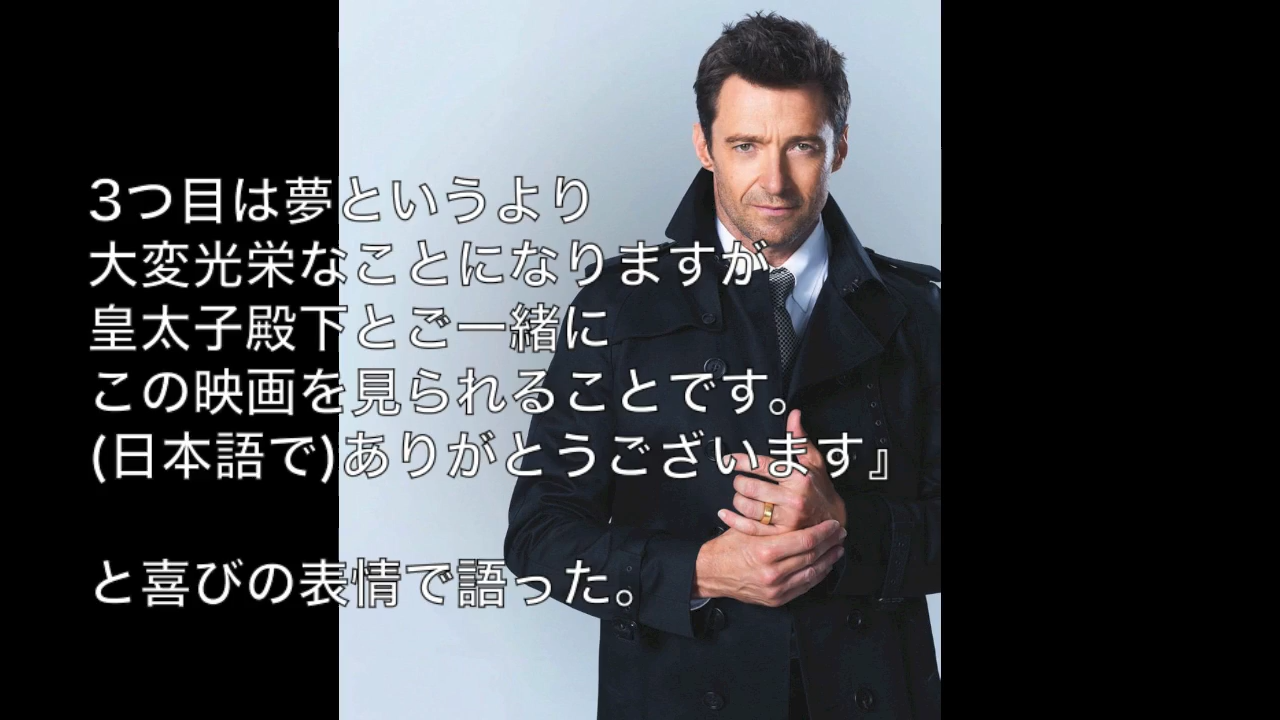 3つ目は夢というより
大変光栄なことになりますが
皇太子殿下とご一緒に
この映画を見られることです。
(日本語で)ありがとうございます』
と喜びの表情で語った。